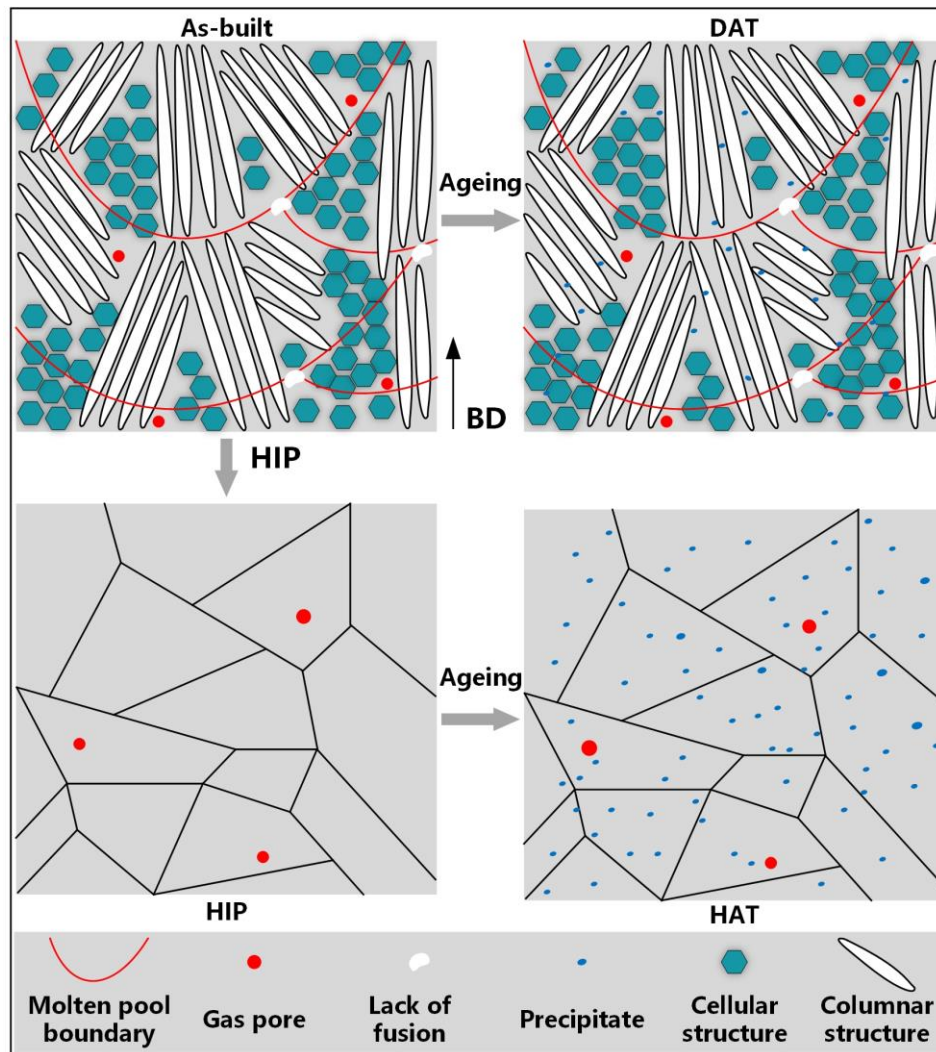 As-built
DAT
Ageing
BD
HIP
Ageing
HIP
HAT
Molten pool
boundary
Gas pore
Lack of
fusion
Precipitate
Cellular
structure
Columnar
structure